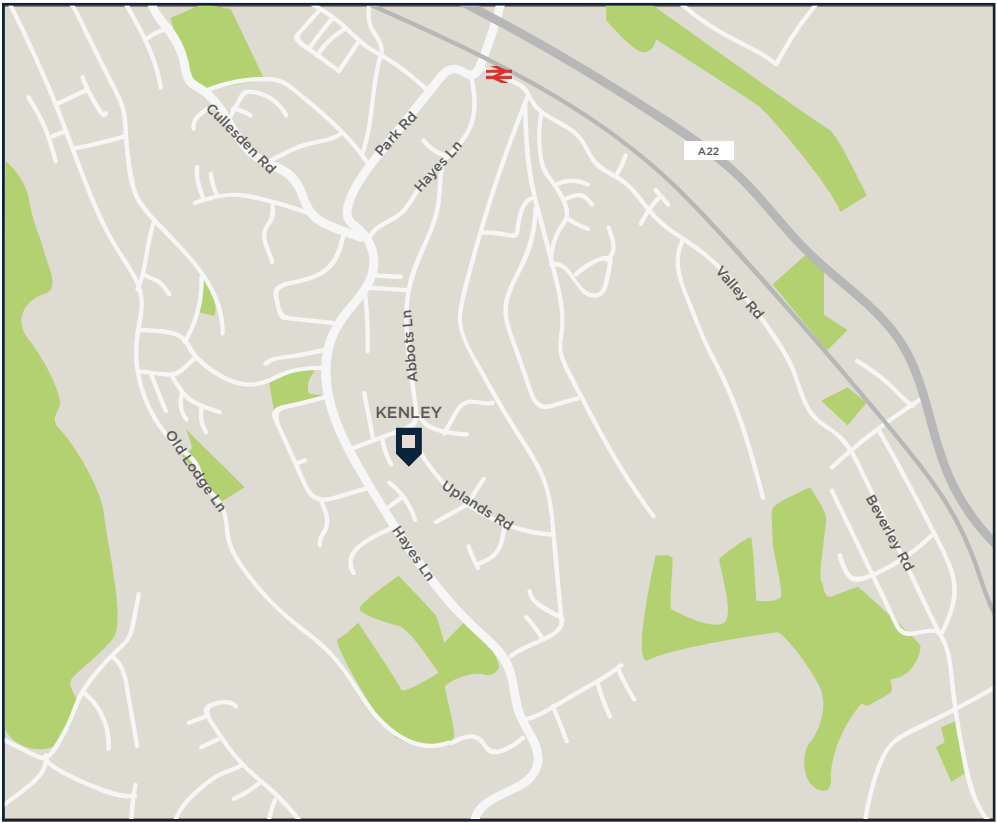 Cullesden Rd
Park Rd
Hayes Ln
A22
Valley Rd
Abbots Ln
KENLEY
Old Lodge Ln
Uplands Rd
Hayes Ln
Beverley Rd